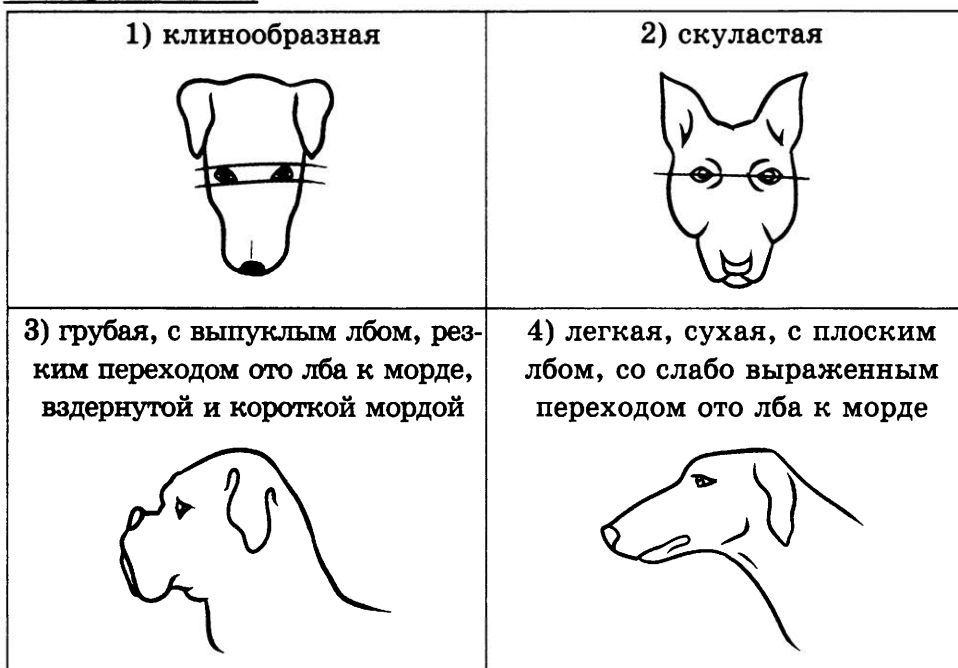 1) клинообразная
2) скуластая
3) грубая, с выпуклым лбом, рез-
ким переходом ото лба к морде,
вздернутой и короткой мордой
4) легкая, сухая, с плоским
лбом, со слабо выраженным
переходом ото лба к морде